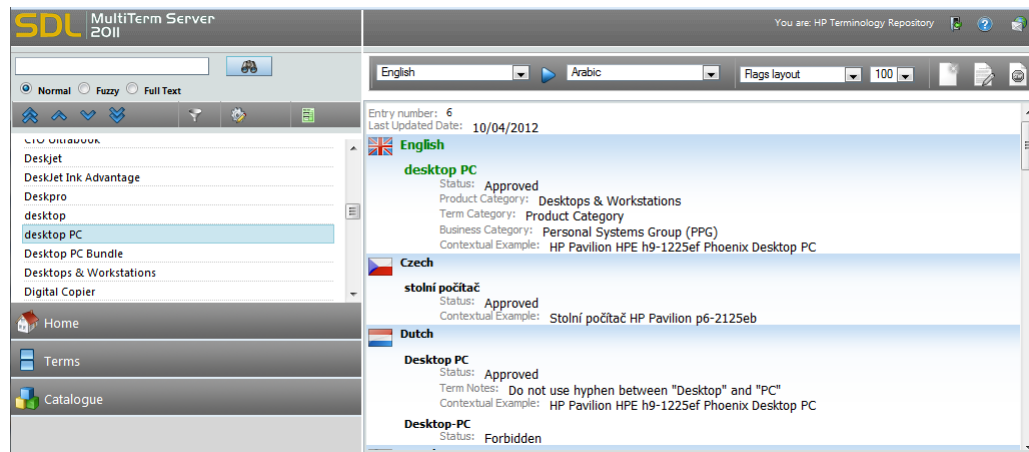 SDL MultiTerm Server 2011
You are: HP Terminology Repository
Normal Fuzzy Full Text
English Arabic Flags layout 100
CTO Ultrabook
Deskjet
DeskJet Ink Advantage
Deskpro
desktop
desktop PC
Desktop PC Bundle
Desktops & Workstations
Digital Copier
Home
Terms
Catalogue
Entry number: 6
Last Updated Date: 10/04/2012
English
desktop PC
Status: Approved
Product Category: Desktops & Workstations
Term Category: Product Category
Business Category: Personal Systems Group (PPG)
Contextual Example: HP Pavilion HPE h9-1225ef Phoenix Desktop PC
Czech
stolní počítač
Status: Approved
Contextual Example: Stolní počítač HP Pavilion p6-2125eb
Dutch
Desktop PC
Status: Approved
Term Notes: Do not use hyphen between "Desktop" and "PC"
Contextual Example: HP Pavilion HPE h9-1225ef Phoenix Desktop PC
Desktop-PC
Status: Forbidden